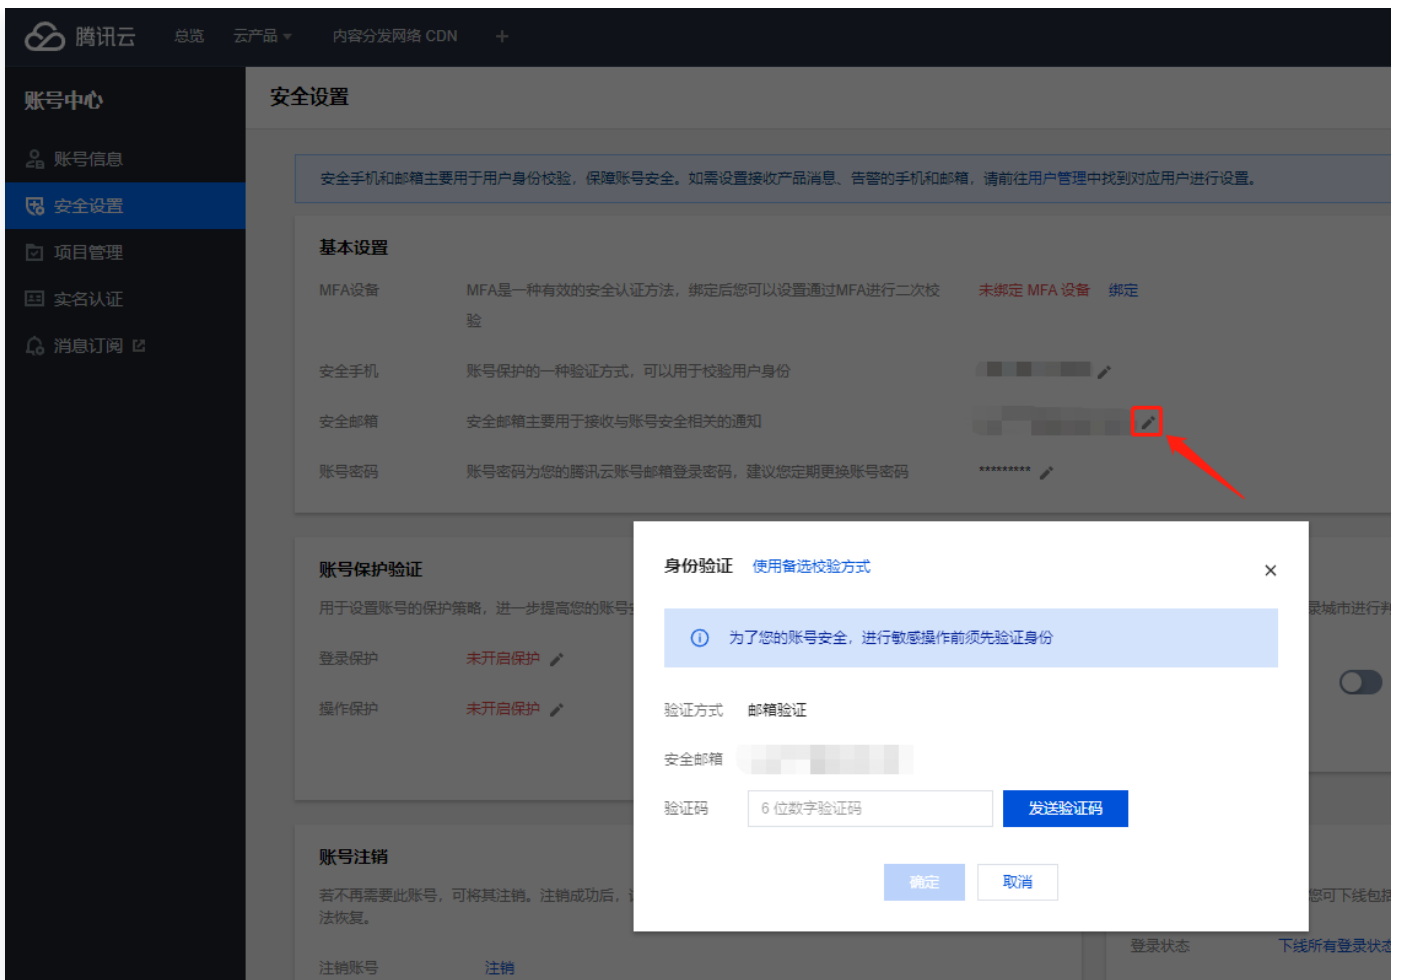 腾讯云 总览 云产品 内容分发网络 CDN +
账号中心
账号信息
安全设置
项目管理
实名认证
消息订阅
安全设置
安全手机和邮箱主要用于用户身份校验，保障账号安全。如需设置接收产品消息、告警的手机和邮箱，请前往用户管理中找到对应用户进行设置。
基本设置
MFA设备 MFA是一种有效的安全认证方法，绑定后您可以设置通过MFA进行二次校 未绑定 MFA 设备 绑定
验
安全手机 账号保护的一种验证方式，可以用于校验用户身份
安全邮箱 安全邮箱主要用于接收与账号安全相关的通知
账号密码 账号密码为您的腾讯云账号邮箱登录密码，建议您定期更换账号密码 *********
账号保护验证
用于设置账号的保护策略，进一步提高您的账号
录城市进行
登录保护 未开启保护
操作保护 未开启保护
身份验证 使用备选校验方式
为了您的账号安全，进行敏感操作前须先验证身份
验证方式 邮箱验证
安全邮箱
验证码 6 位数字验证码 发送验证码
确定 取消
账号注销
若不再需要此账号，可将其注销。注销成功后，
法恢复。
注销账号 注销
您可下线包括
登录状态 下线所有登录状态